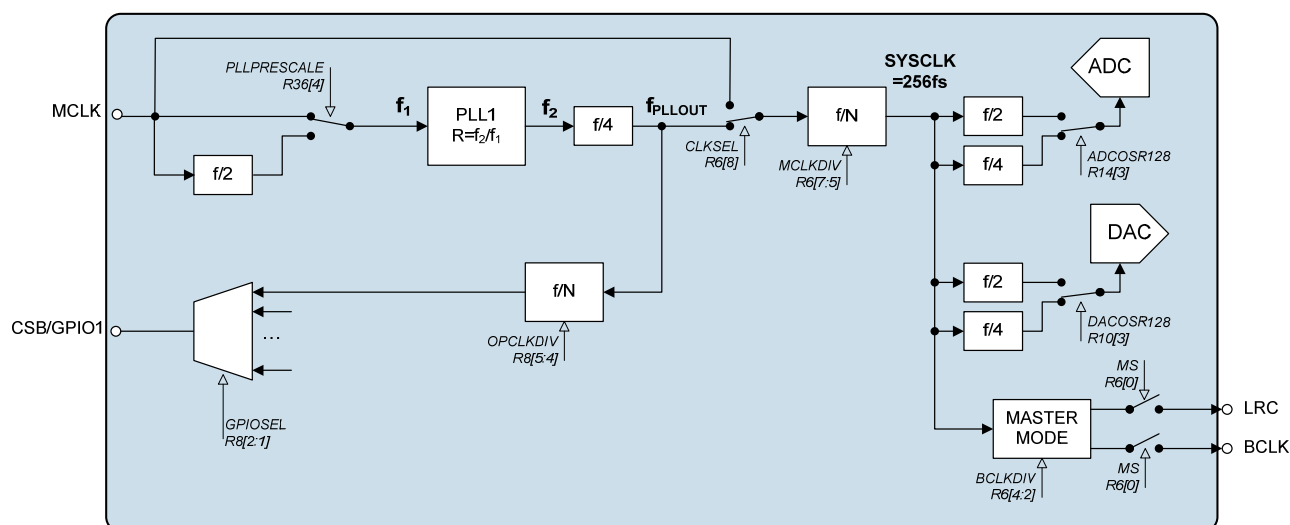 MCLK
PLLPRESCALE
R36[4]
f/2
f1
PLL1
R=f2/f1
f2
f/4
fPLLOUT
CLKSEL
R6[8]
f/N
MCLKDIV
R6[7:5]
SYSCLK
=256fs
f/2
f/4
ADC
ADCOSR128
R14[3]
DAC
f/2
f/4
DACOSR128
R10[3]
CSB/GPIO1
...
GPIOSEL
R8[2:1]
f/N
OPCLKDIV
R8[5:4]
MASTER
MODE
BCLKDIV
R6[4:2]
MS
R6[0]
LRC
BCLK
MS
R6[0]